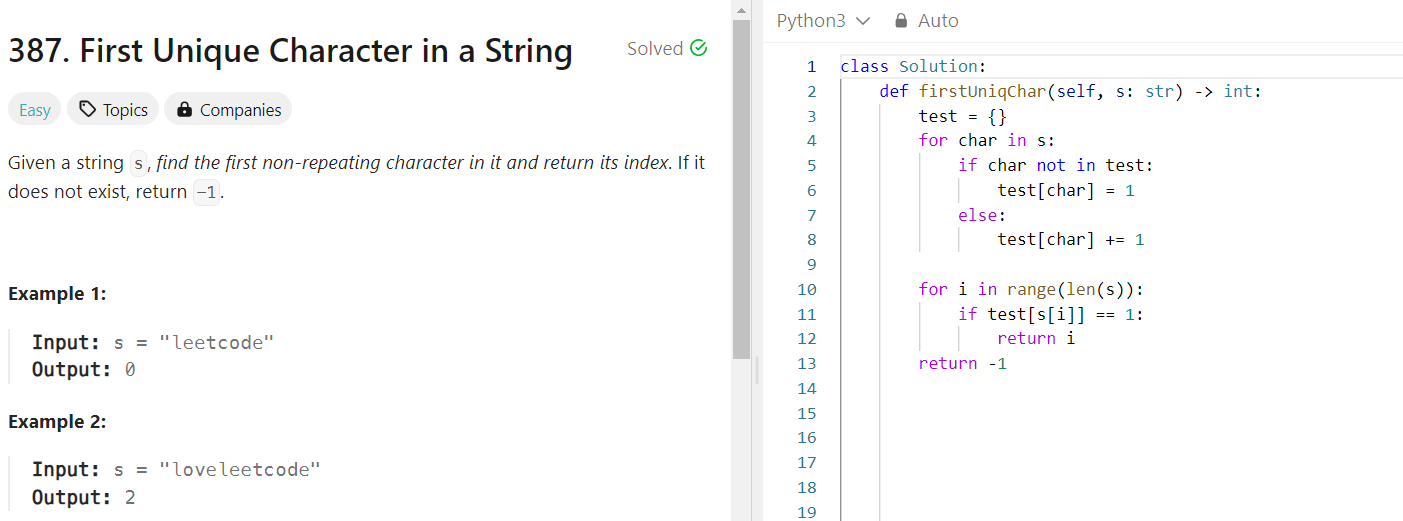 387. First Unique Character in a String
Solved
Easy Topics Companies
Given a string s, find the first non-repeating character in it and return its index. If it
does not exist, return −1.
Example 1:
Input: s = "leetcode"
Output: 0
Example 2:
Input: s = "loveleetcode"
Output: 2
Python3 Auto
1 class Solution:
2     def firstUniqChar(self, s: str) -> int:
3         test = {}
4         for char in s:
5             if char not in test:
6                 test[char] = 1
7             else:
8                 test[char] += 1
9
10         for i in range(len(s)):
11             if test[s[i]] == 1:
12                 return i
13         return -1
14
15
16
17
18
19